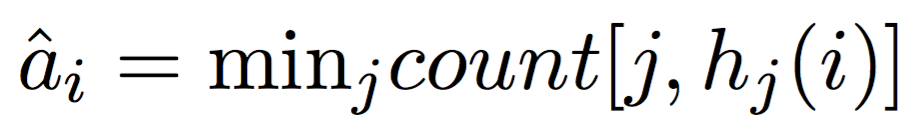 â_i = min_j count[j, h_j(i)]